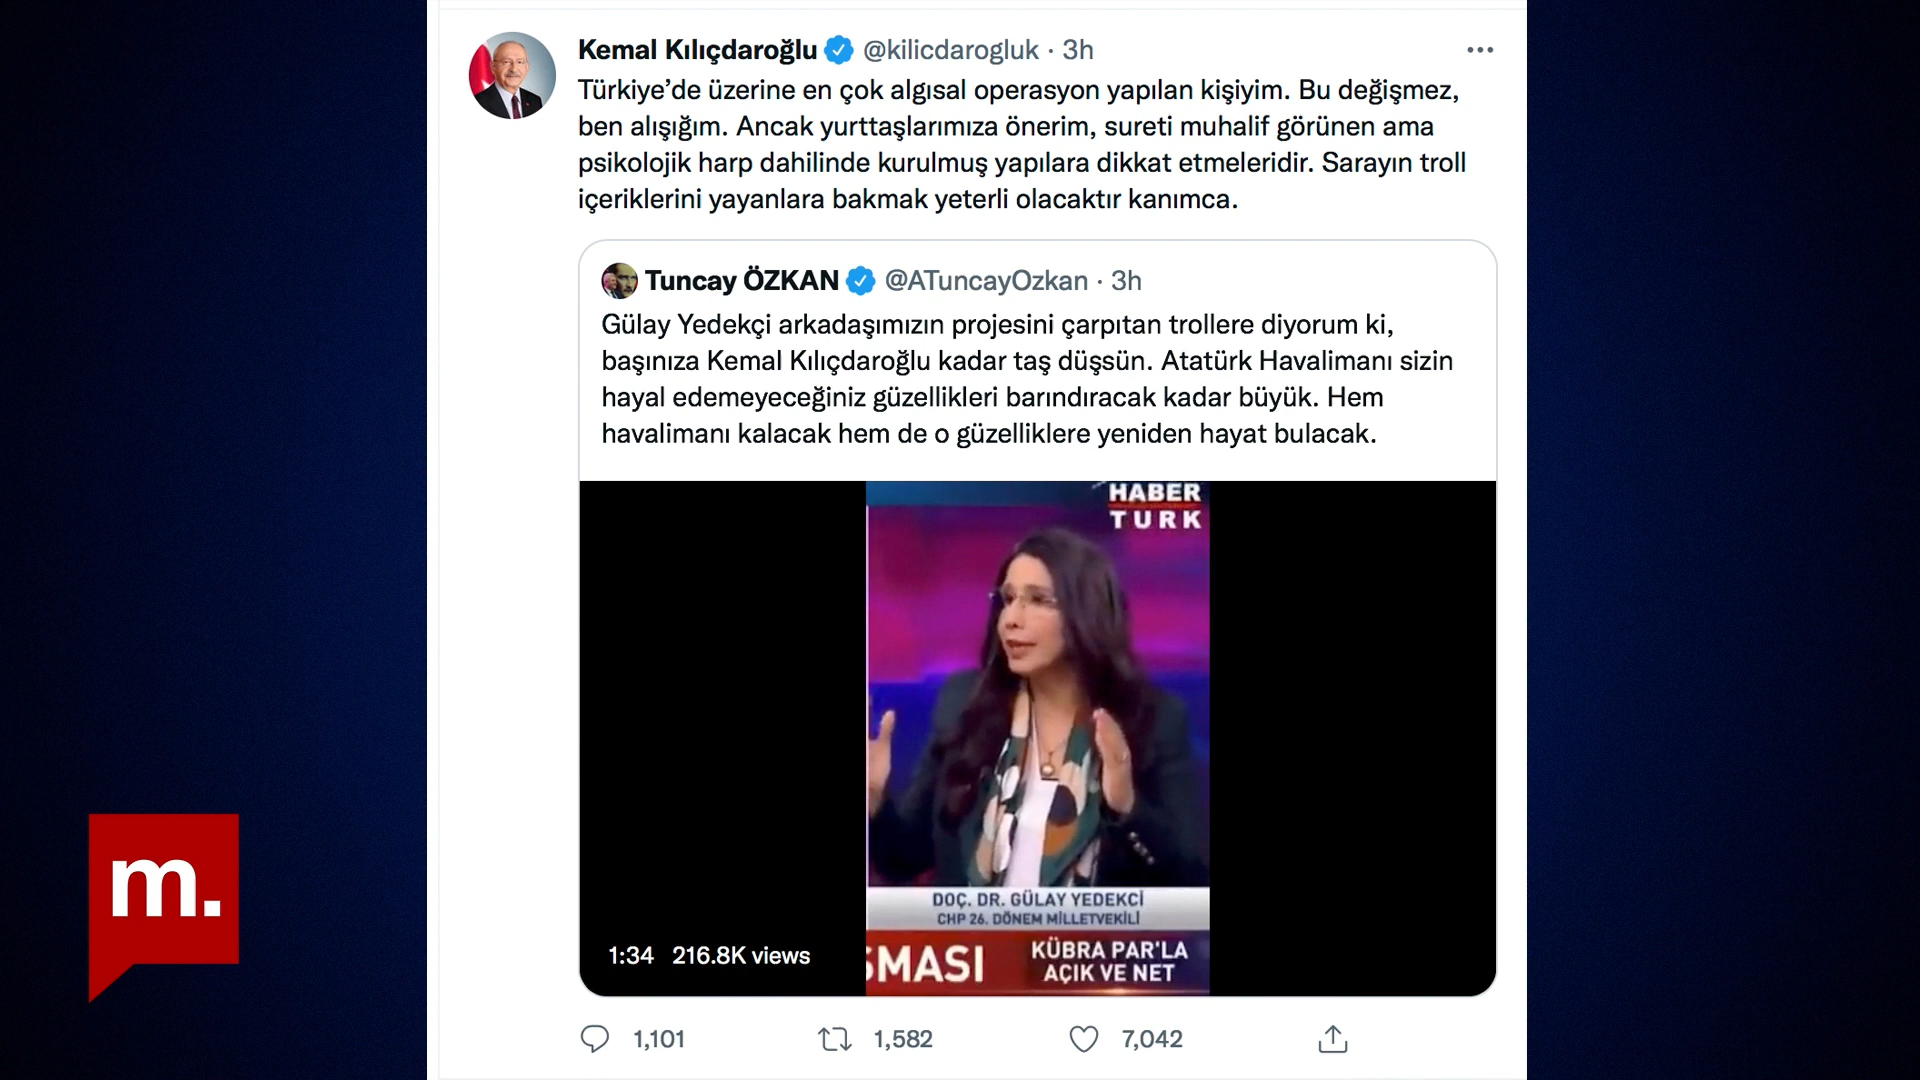 Kemal Kılıçdaroğlu @kilicdarogluk · 3h
Türkiye’de üzerine en çok algısal operasyon yapılan kişiyim. Bu değişmez,
ben alışığım. Ancak yurttaşlarımıza önerim, sureti muhalif görünen ama
psikolojik harp dahilinde kurulmuş yapılara dikkat etmeleridir. Sarayın troll
içeriklerini yayanlara bakmak yeterli olacaktır kanımca.
Tuncay ÖZKAN @ATuncayOzkan · 3h
Gülay Yedekçi arkadaşımızın projesini çarpıtan trollere diyorum ki,
başınıza Kemal Kılıçdaroğlu kadar taş düşsün. Atatürk Havalimanı sizin
hayal edemeyeceğiniz güzellikleri barındıracak kadar büyük. Hem
havalimanı kalacak hem de o güzelliklere yeniden hayat bulacak.
HABER
TURK
DOÇ. DR. GÜLAY YEDEKCİ
CHP 26. DÖNEM MİLLETVEKİLİ
ŞMASI
KÜBRA PAR'LA
AÇIK VE NET
1:34 216.8K views
1,101 1,582 7,042
m.